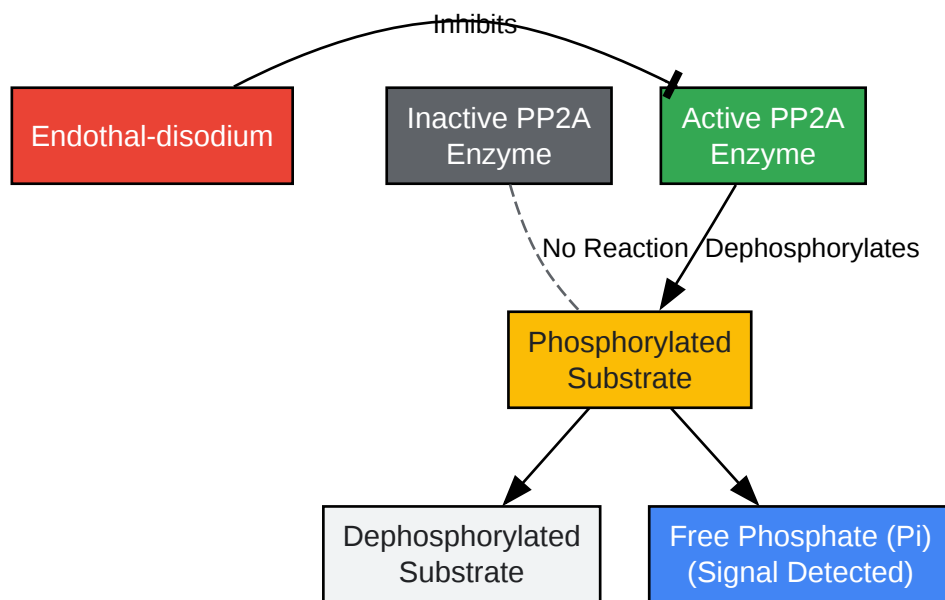 Inhibits
Endothal-disodium
Inactive PP2A
Enzyme
Active PP2A
Enzyme
No Reaction
Dephosphorylates
Phosphorylated
Substrate
Dephosphorylated
Substrate
Free Phosphate (Pi)
(Signal Detected)